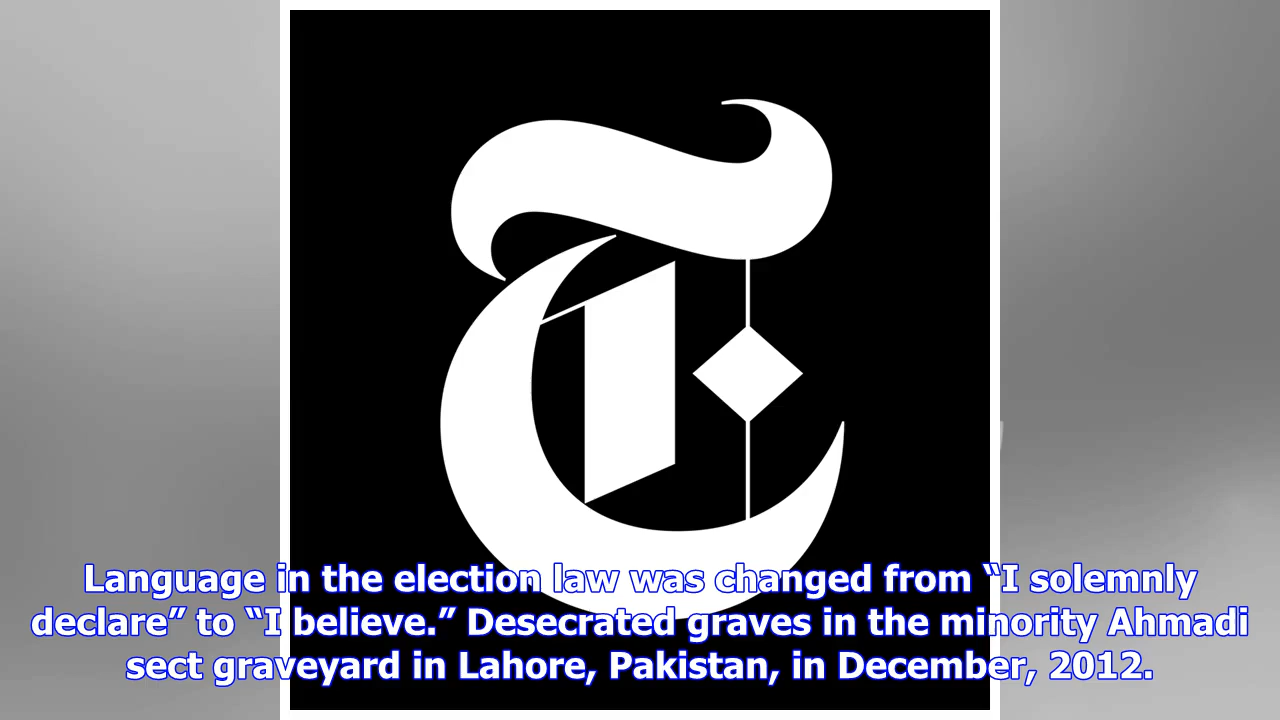 Language in the election law was changed from “I solemnly
declare” to “I believe.” Desecrated graves in the minority Ahmadi
sect graveyard in Lahore, Pakistan, in December, 2012.